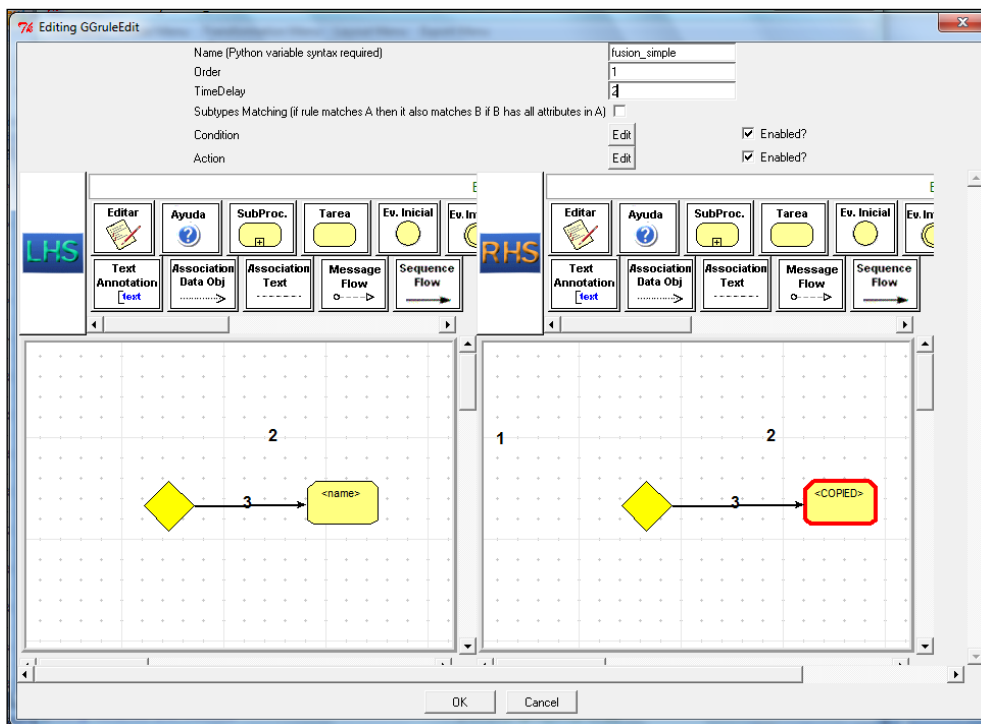 Editing GGruleEdit
Name (Python variable syntax required)
fusion_simple
Order
1
TimeDelay
2
Subtypes Matching (if rule matches A then it also matches B if B has all attributes in A)
Condition
Edit
Enabled?
Action
Edit
Enabled?
LHS
Editar
Ayuda
SubProc.
Tarea
Ev. Inicial
Text Annotation
[text
Association Data Obj
Association Text
Message Flow
Sequence Flow
RHS
Editar
Ayuda
SubProc.
Tarea
Ev. Inicial
Text Annotation
[text
Association Data Obj
Association Text
Message Flow
Sequence Flow
2
3
<name>
1
2
3
<COPIED>
OK
Cancel